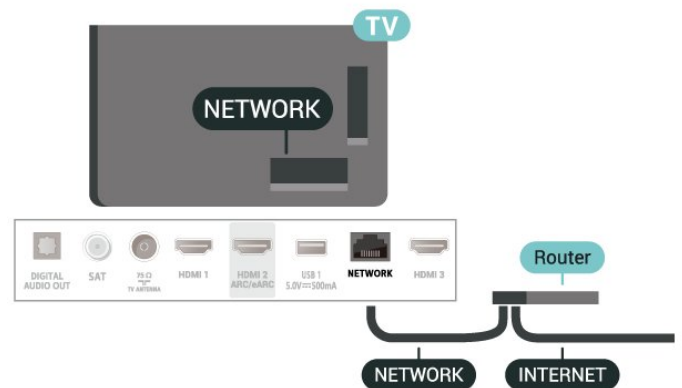 TV
NETWORK
DIGITAL
AUDIO OUT
SAT
75 Ω
TV ANTENNA
HDMI 1
HDMI 2
ARC/eARC
USB 1
5.0V⎓500mA
NETWORK
HDMI 3
Router
NETWORK
INTERNET